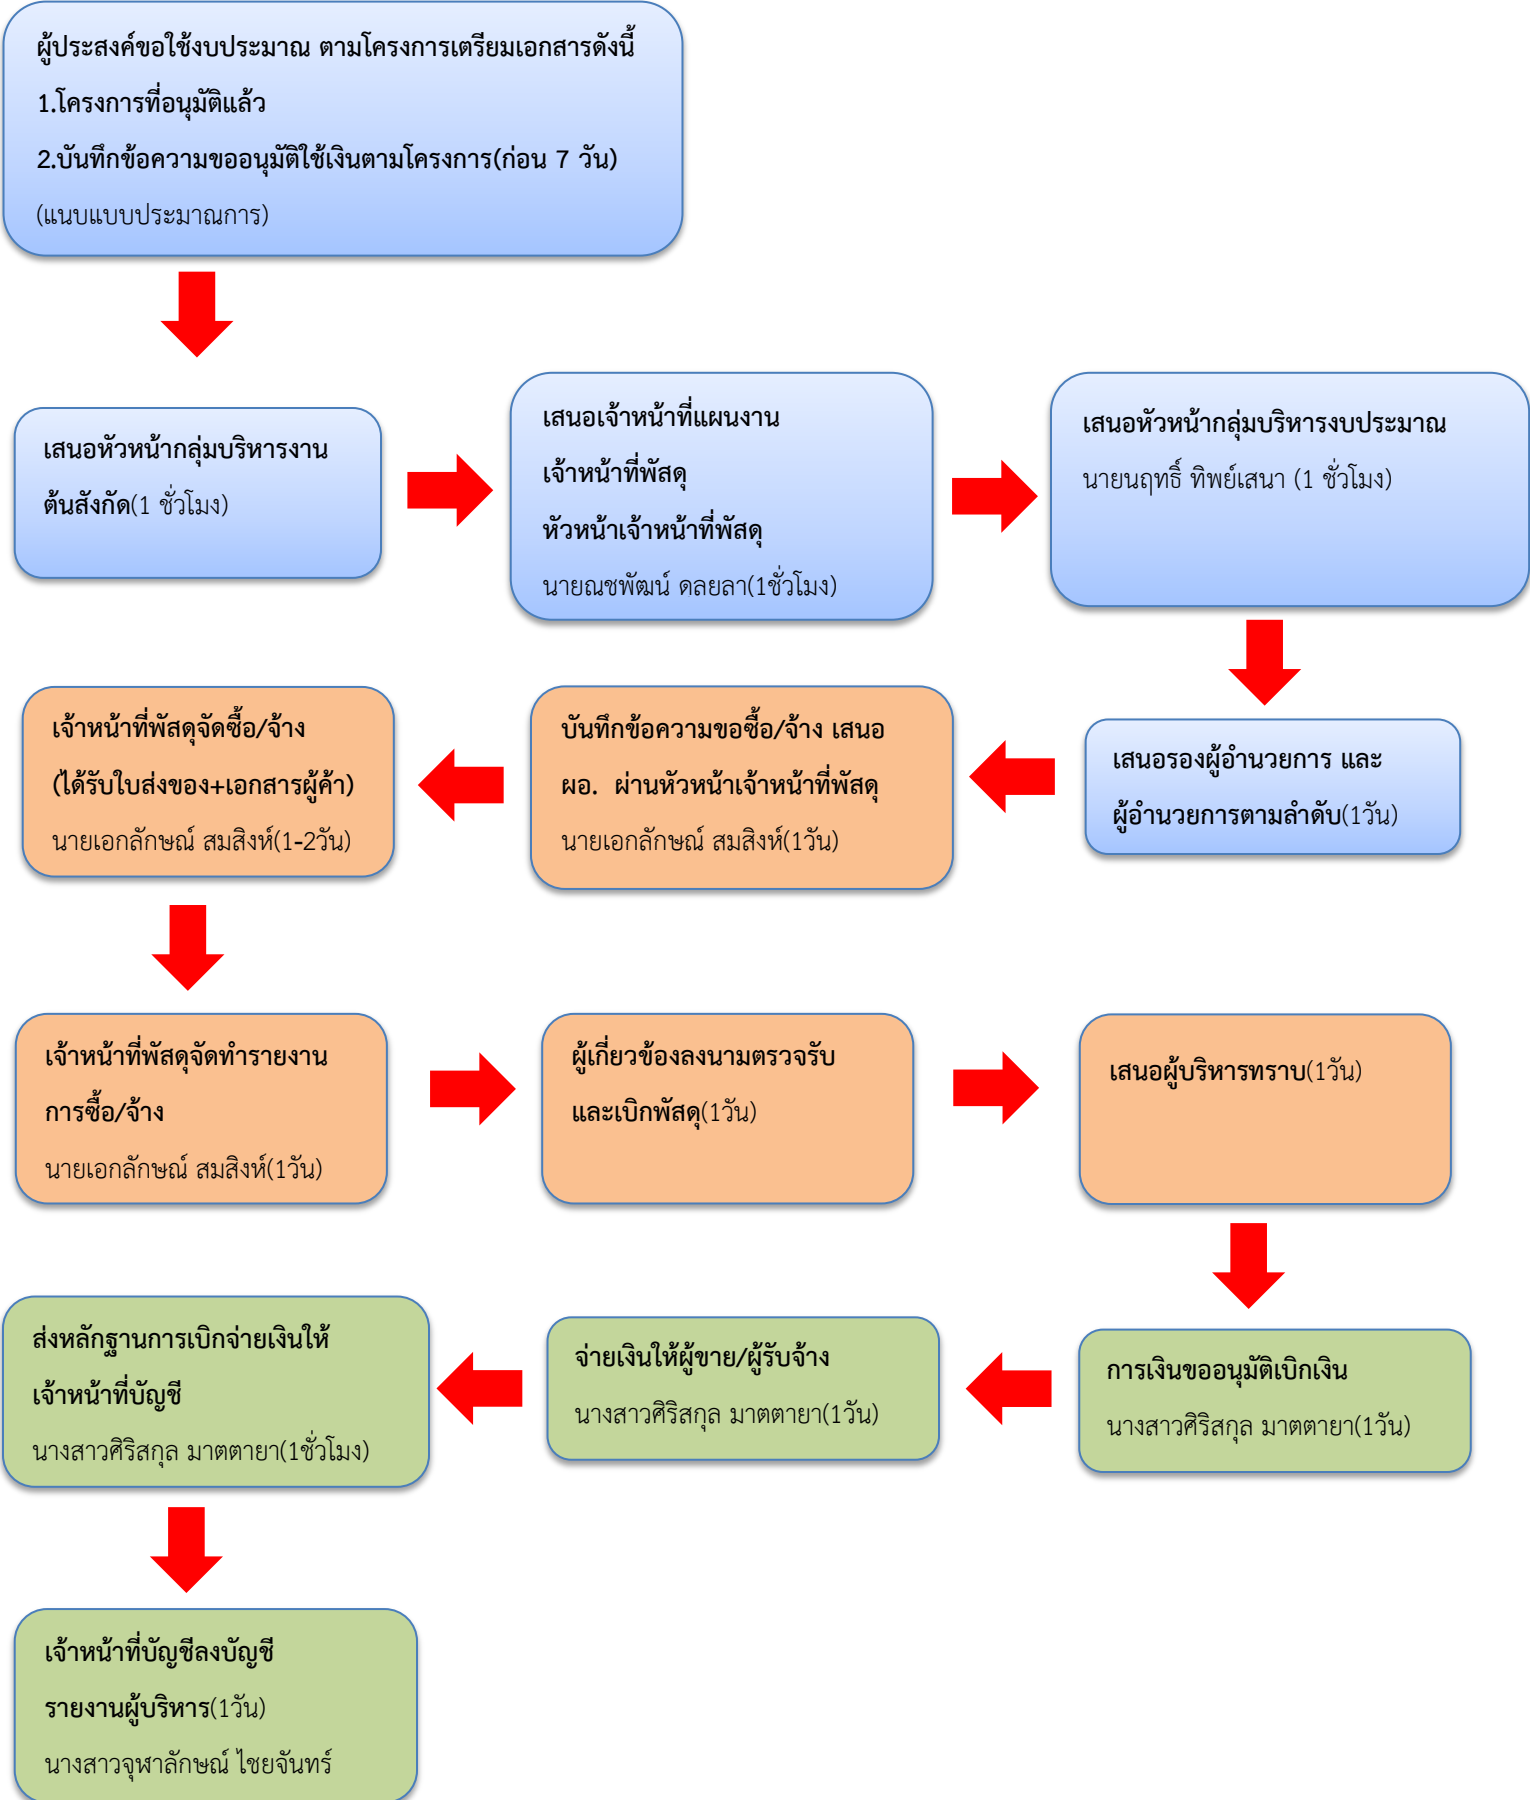 ผู้ประสงค์ขอใช้งบประมาณ ตามโครงการเตรียมเอกสารดังนี้
1.โครงการที่อนุมัติแล้ว
2.บันทึกข้อความขออนุมัติใช้เงินตามโครงการ(ก่อน 7 วัน)
(แนบแบบประมาณการ)
เสนอหัวหน้ากลุ่มบริหารงาน
ต้นสังกัด(1 ชั่วโมง)
เสนอเจ้าหน้าที่แผนงาน
เจ้าหน้าที่พัสดุ
หัวหน้าเจ้าหน้าที่พัสดุ
นายณชพัฒน์ ดลยลา(1ชั่วโมง)
เสนอหัวหน้ากลุ่มบริหารงบประมาณ
นายนฤทธิ์ ทิพย์เสนา (1 ชั่วโมง)
เสนอรองผู้อำนวยการ และ
ผู้อำนวยการตามลำดับ(1วัน)
บันทึกข้อความขอซื้อ/จ้าง เสนอ
ผอ. ผ่านหัวหน้าเจ้าหน้าที่พัสดุ
นายเอกลักษณ์ สมสิงห์(1วัน)
เจ้าหน้าที่พัสดุจัดซื้อ/จ้าง
(ได้รับใบส่งของ+เอกสารผู้ค้า)
นายเอกลักษณ์ สมสิงห์(1-2วัน)
เจ้าหน้าที่พัสดุจัดทำรายงาน
การซื้อ/จ้าง
นายเอกลักษณ์ สมสิงห์(1วัน)
ผู้เกี่ยวข้องลงนามตรวจรับ
และเบิกพัสดุ(1วัน)
เสนอผู้บริหารทราบ(1วัน)
การเงินขออนุมัติเบิกเงิน
นางสาวศิริสกุล มาตตายา(1วัน)
จ่ายเงินให้ผู้ขาย/ผู้รับจ้าง
นางสาวศิริสกุล มาตตายา(1วัน)
ส่งหลักฐานการเบิกจ่ายเงินให้
เจ้าหน้าที่บัญชี
นางสาวศิริสกุล มาตตายา(1ชั่วโมง)
เจ้าหน้าที่บัญชีลงบัญชี
รายงานผู้บริหาร(1วัน)
นางสาวจุฬาลักษณ์ ไชยจันทร์